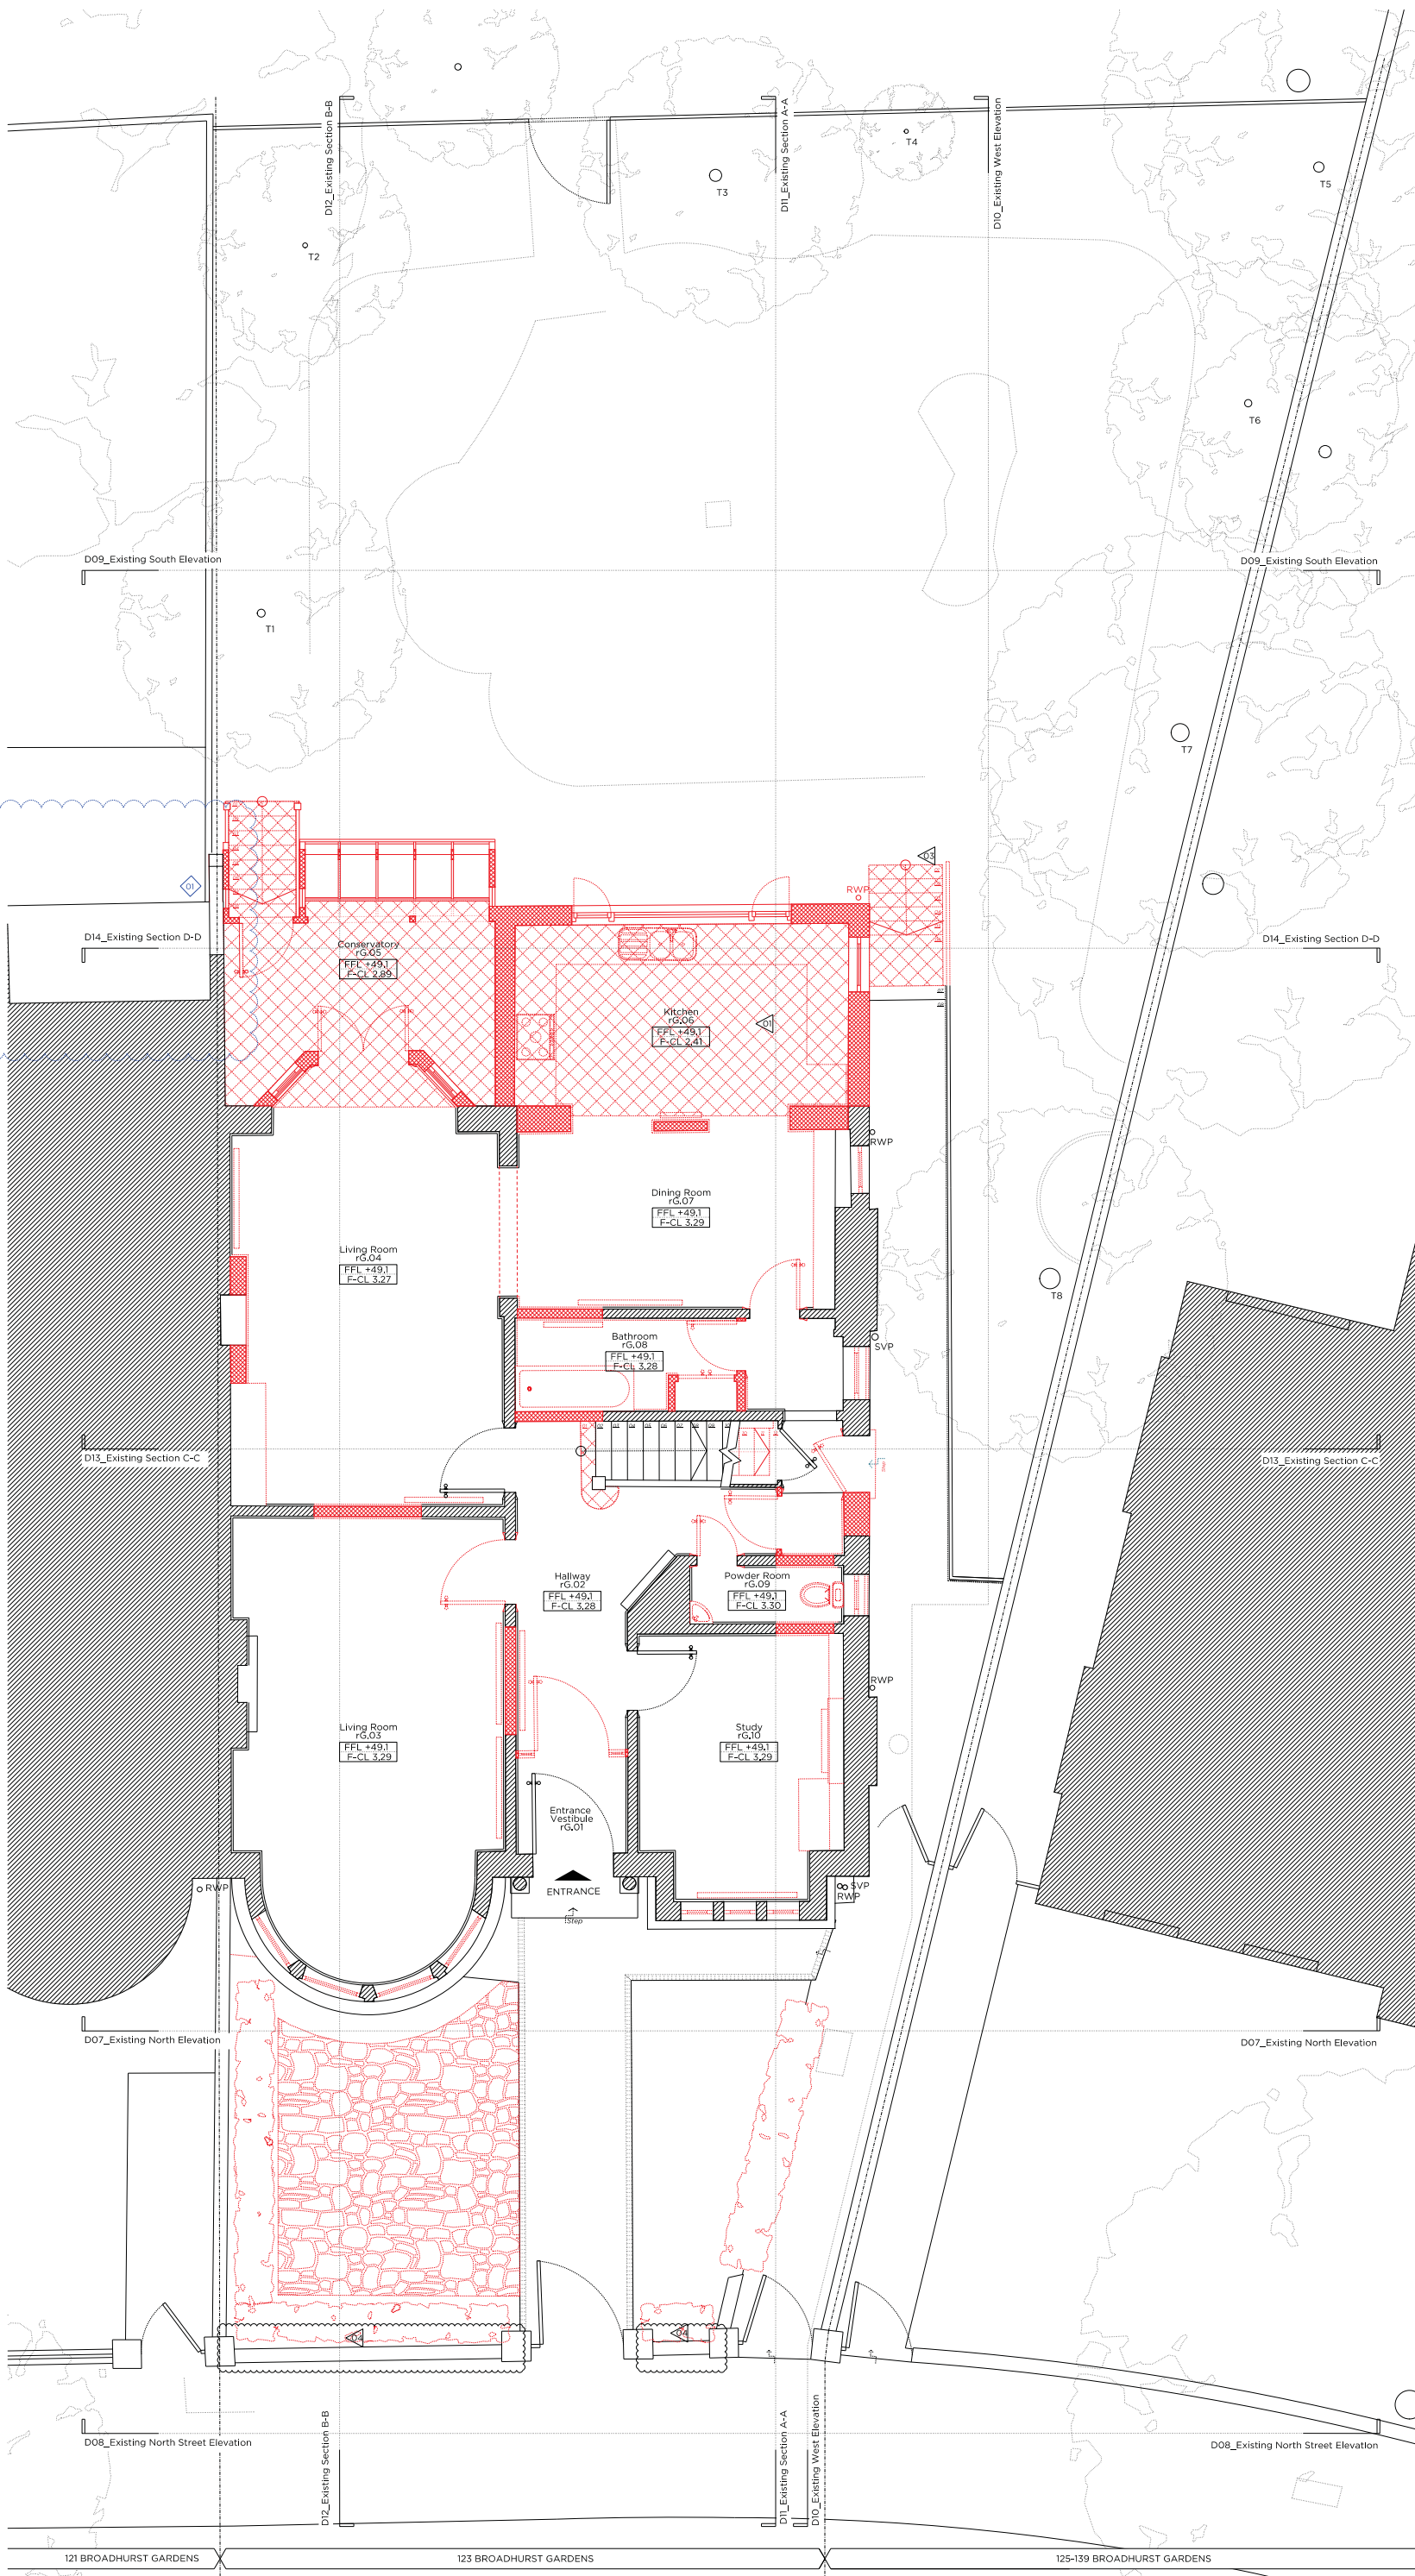 D12_Existing Section B-B
D11_Existing Section A-A
D10_Existing West Elevation
T4
T3
T5
T2
T6
D09_Existing South Elevation
D09_Existing South Elevation
T1
T7
03
RWP
01
D14_Existing Section D-D
D14_Existing Section D-D
Conservatory
rG.05
FFL +49.1
F-CL 2.89
Kitchen
rG.06
FFL +49.1
F-CL 2.41
01
RWP
Dining Room
rG.07
FFL +49.1
F-CL 3.29
Living Room
rG.04
FFL +49.1
F-CL 3.27
T8
Bathroom
rG.08
FFL +49.1
F-CL 3.28
SVP
D13_Existing Section C-C
D13_Existing Section C-C
Hallway
rG.02
FFL +49.1
F-CL 3.28
Powder Room
rG.09
FFL +49.1
F-CL 3.30
RWP
Living Room
rG.03
FFL +49.1
F-CL 3.29
Study
rG.10
FFL +49.1
F-CL 3.29
Entrance
Vestibule
rG.01
ENTRANCE
RWP
SVP
RWP
Step
D07_Existing North Elevation
D07_Existing North Elevation
04
04
D12_Existing Section B-B
D11_Existing Section A-A
D10_Existing West Elevation
D08_Existing North Street Elevation
D08_Existing North Street Elevation
121 BROADHURST GARDENS
123 BROADHURST GARDENS
125-139 BROADHURST GARDENS